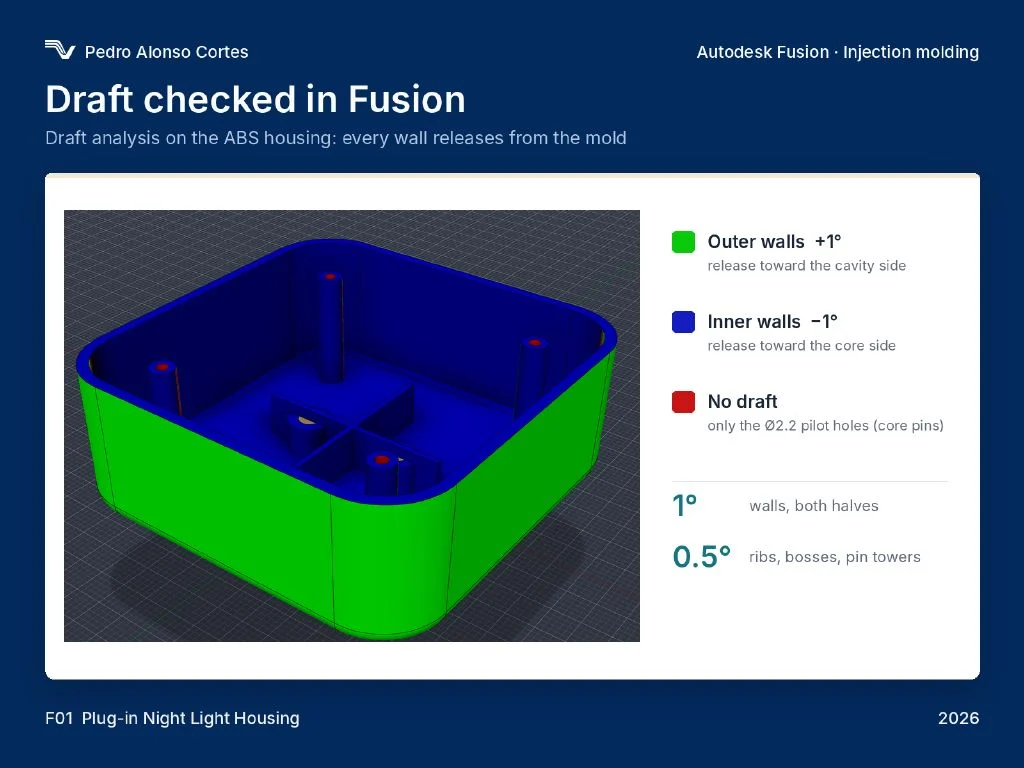 Pedro Alonso Cortes
Autodesk Fusion · Injection molding
Draft checked in Fusion
Draft analysis on the ABS housing: every wall releases from the mold
Outer walls +1°
release toward the cavity side
Inner walls −1°
release toward the core side
No draft
only the Ø2.2 pilot holes (core pins)
1° walls, both halves
0.5° ribs, bosses, pin towers
F01 Plug-in Night Light Housing
2026